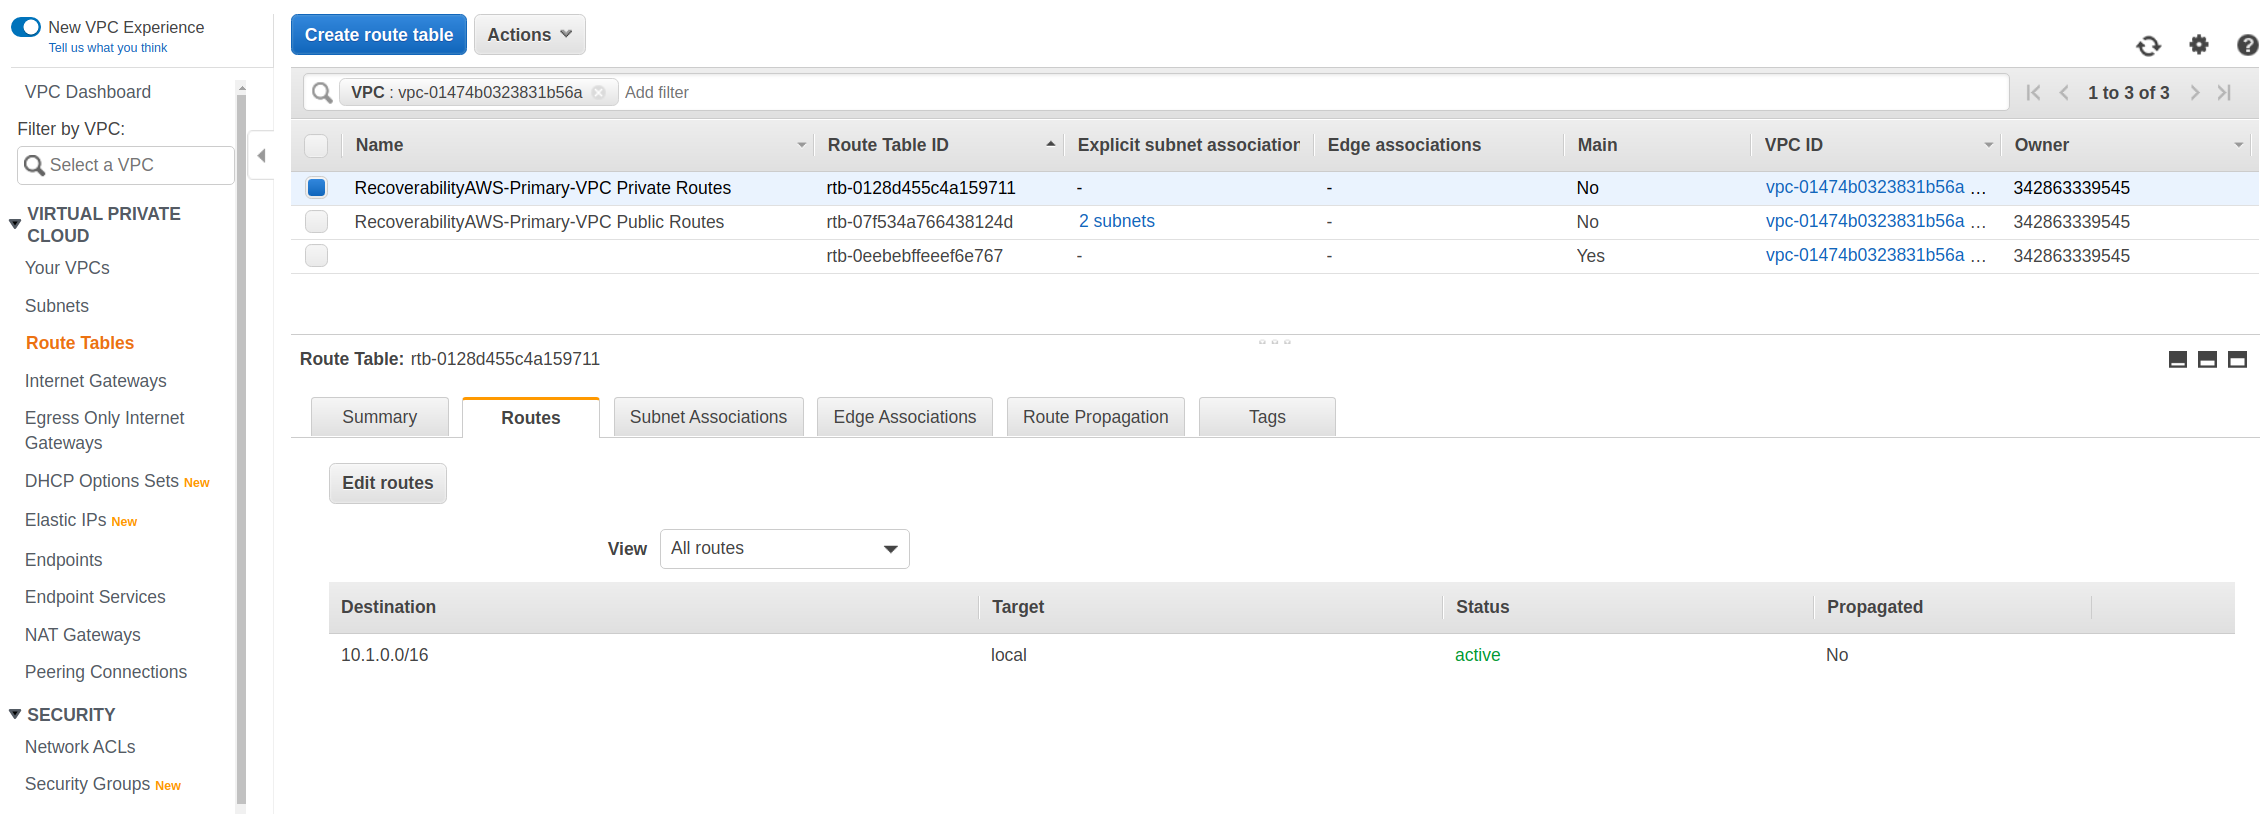 New VPC Experience
Tell us what you think
VPC Dashboard
Filter by VPC:
Select a VPC
VIRTUAL PRIVATE
CLOUD
Your VPCs
Subnets
Route Tables
Internet Gateways
Egress Only Internet
Gateways
DHCP Options Sets New
Elastic IPs New
Endpoints
Endpoint Services
NAT Gateways
Peering Connections
SECURITY
Network ACLs
Security Groups New
Create route table Actions
VPC : vpc-01474b0323831b56a Add filter 1 to 3 of 3
Name Route Table ID Explicit subnet association Edge associations Main VPC ID Owner
RecoverabilityAWS-Primary-VPC Private Routes rtb-0128d455c4a159711 - - No vpc-01474b0323831b56a ... 342863339545
RecoverabilityAWS-Primary-VPC Public Routes rtb-07f534a766438124d 2 subnets - No vpc-01474b0323831b56a ... 342863339545
rtb-0eebebffeeef6e767 - - Yes vpc-01474b0323831b56a ... 342863339545
Route Table: rtb-0128d455c4a159711
Summary Routes Subnet Associations Edge Associations Route Propagation Tags
Edit routes
View All routes
Destination Target Status Propagated
10.1.0.0/16 local active No